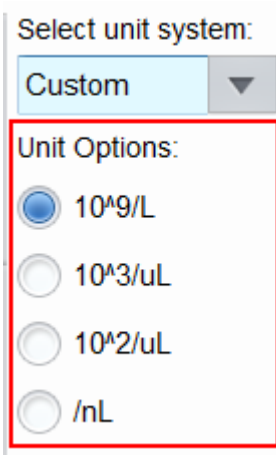 Select unit system:
Custom
Unit Options:
10^9/L
10^3/uL
10^2/uL
/nL